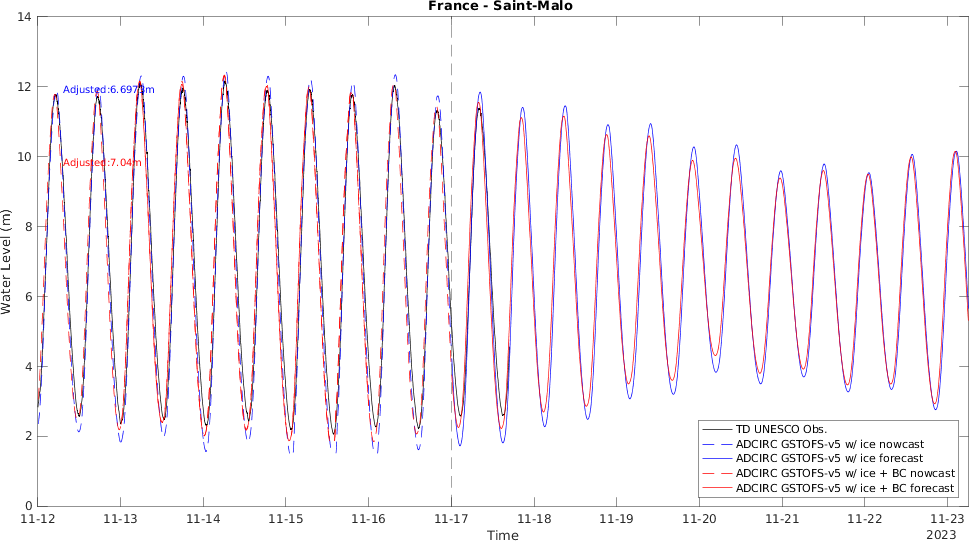 France - Saint-Malo
14
12
10
8
6
4
2
0
Water Level (m)
Adjusted:7.04m
11-12
11-13
11-14
11-15
11-16
11-17
11-18
11-19
11-20
11-21
11-22
11-23
2023
Time
TD UNESCO Obs.
ADCIRC GSTOFS-v5 w/ ice nowcast
ADCIRC GSTOFS-v5 w/ ice forecast
ADCIRC GSTOFS-v5 w/ ice + BC nowcast
ADCIRC GSTOFS-v5 w/ ice + BC forecast